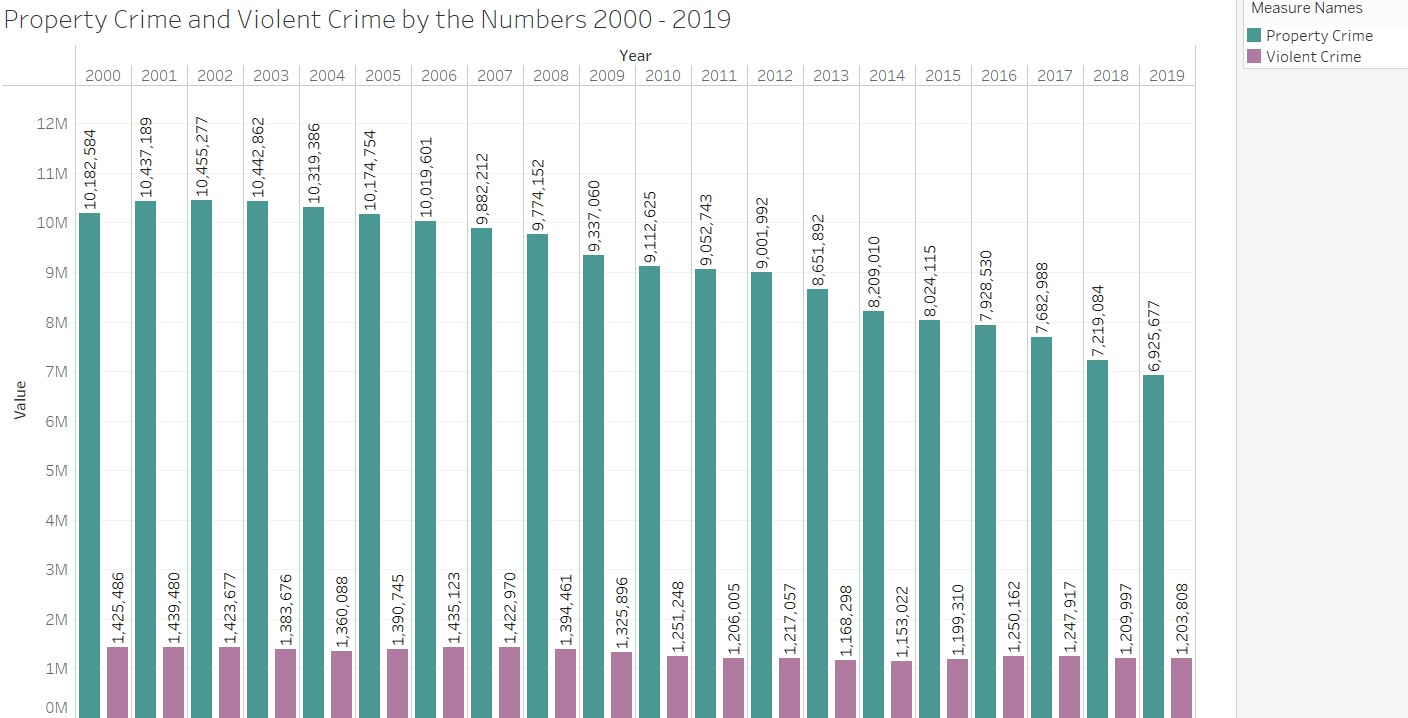 Property Crime and Violent Crime by the Numbers 2000 - 2019
Measure Names
Property Crime
Violent Crime
Year
2000 2001 2002 2003 2004 2005 2006 2007 2008 2009 2010 2011 2012 2013 2014 2015 2016 2017 2018 2019
Value
12M
11M
10M
9M
8M
7M
6M
5M
4M
3M
2M
1M
0M
10,182,584
1,425,486
10,437,189
1,439,480
10,455,277
1,423,677
10,442,862
1,383,676
10,319,386
1,360,088
10,174,754
1,390,745
10,019,601
1,435,123
9,882,212
1,422,970
9,774,152
1,394,461
9,337,060
1,325,896
9,112,625
1,251,248
9,052,743
1,206,005
9,001,992
1,217,057
8,651,892
1,168,298
8,209,010
1,153,022
8,024,115
1,199,310
7,928,530
1,250,162
7,682,988
1,247,917
7,219,084
1,209,997
6,925,677
1,203,808